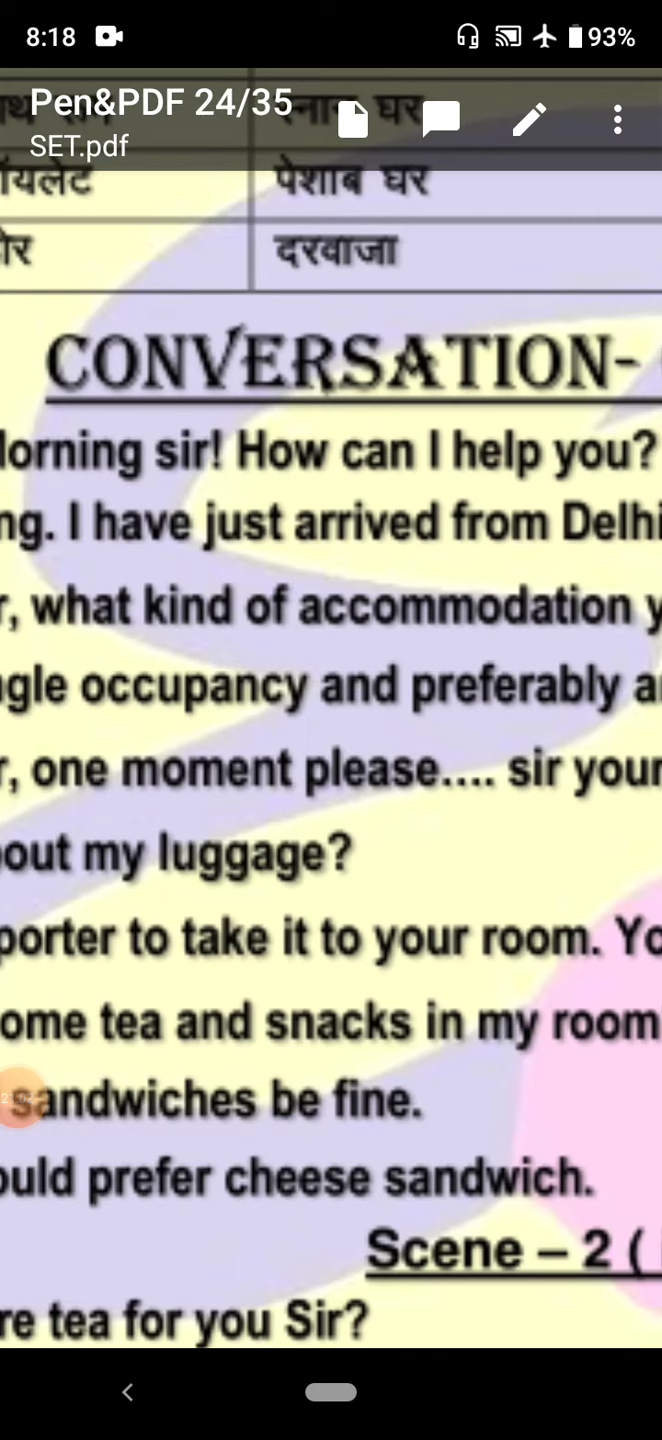 8:18 93%
Pen&PDF 24/35
SET.pdf
पेशाब घर
दरवाजा
CONVERSATION-
orning sir! How can I help you?
ng. I have just arrived from Delhi
r, what kind of accommodation y
gle occupancy and preferably a
r, one moment please.... sir your
out my luggage?
porter to take it to your room. Yo
ome tea and snacks in my room
sandwiches be fine.
ould prefer cheese sandwich.
Scene – 2 (
re tea for you Sir?